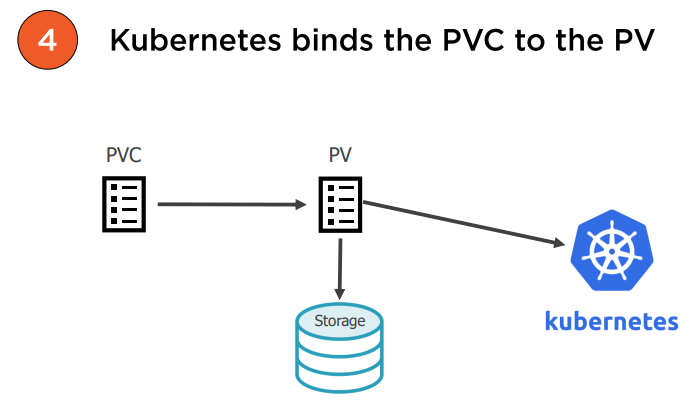 4
Kubernetes binds the PVC to the PV
PVC
PV
Storage
kubernetes